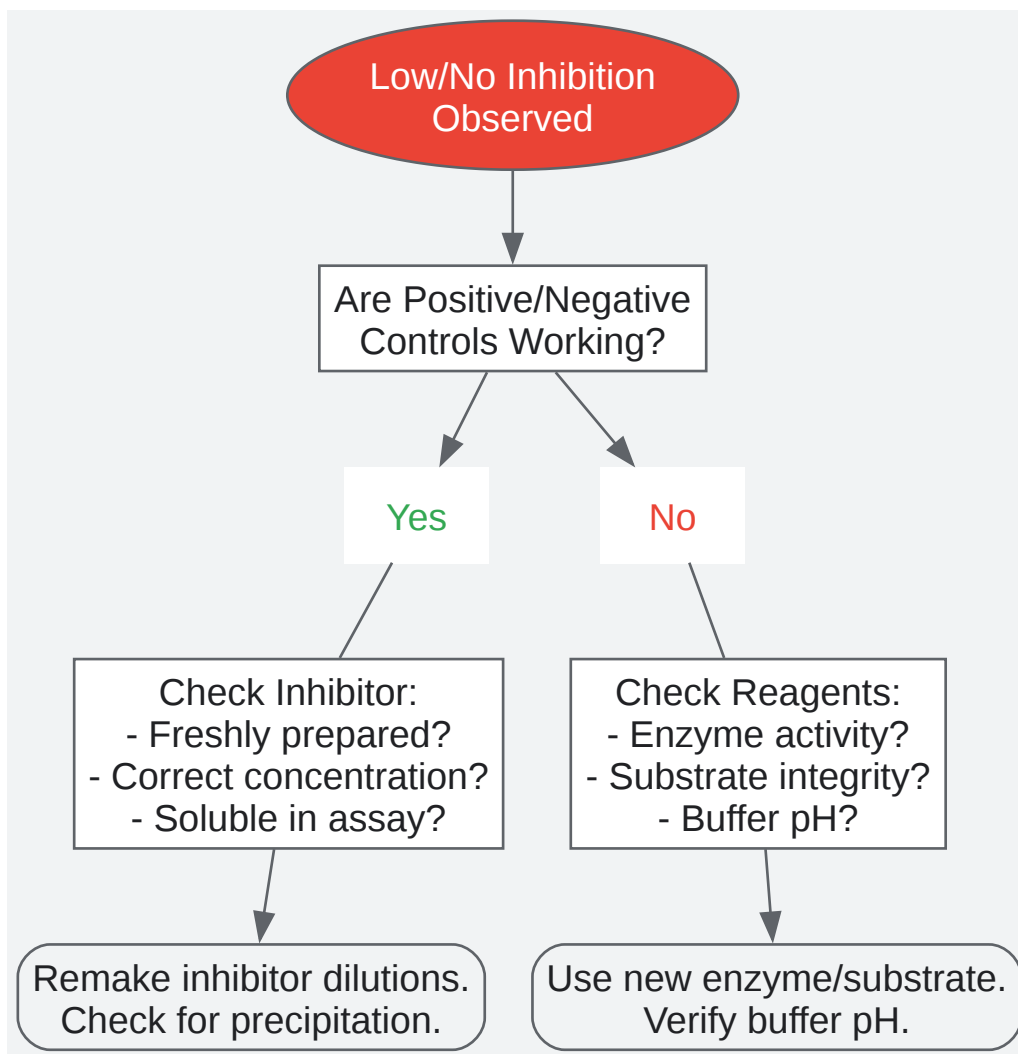 Low/No Inhibition
Observed
Are Positive/Negative
Controls Working?
Yes
No
Check Inhibitor:
- Freshly prepared?
- Correct concentration?
- Soluble in assay?
Check Reagents:
- Enzyme activity?
- Substrate integrity?
- Buffer pH?
Remake inhibitor dilutions.
Check for precipitation.
Use new enzyme/substrate.
Verify buffer pH.